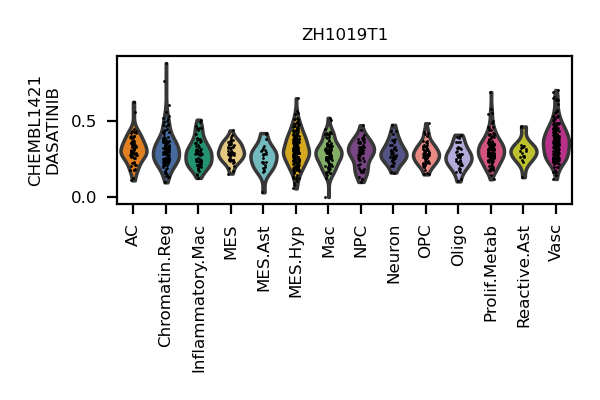 ZH1019T1
CHEMBL1421
DASATINIB
0.5
0.0
AC
Chromatin.Reg
Inflammatory.Mac
MES
MES.Ast
MES.Hyp
Mac
NPC
Neuron
OPC
Oligo
Prolif.Metab
Reactive.Ast
Vasc